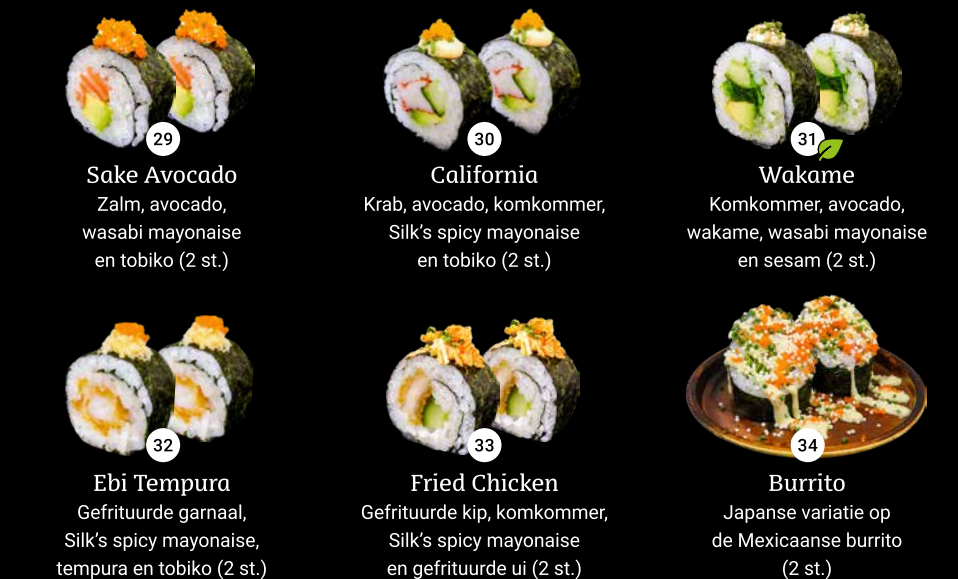 29
Sake Avocado
Zalm, avocado,
wasabi mayonaise
en tobiko (2 st.)
30
California
Krab, avocado, komkommer,
Silk’s spicy mayonaise
en tobiko (2 st.)
31
Wakame
Komkommer, avocado,
wakame, wasabi mayonaise
en sesam (2 st.)
32
Ebi Tempura
Gefrituurde garnaal,
Silk’s spicy mayonaise,
tempura en tobiko (2 st.)
33
Fried Chicken
Gefrituurde kip, komkommer,
Silk’s spicy mayonaise
en gefrituurde ui (2 st.)
34
Burrito
Japanse variatie op
de Mexicaanse burrito
(2 st.)